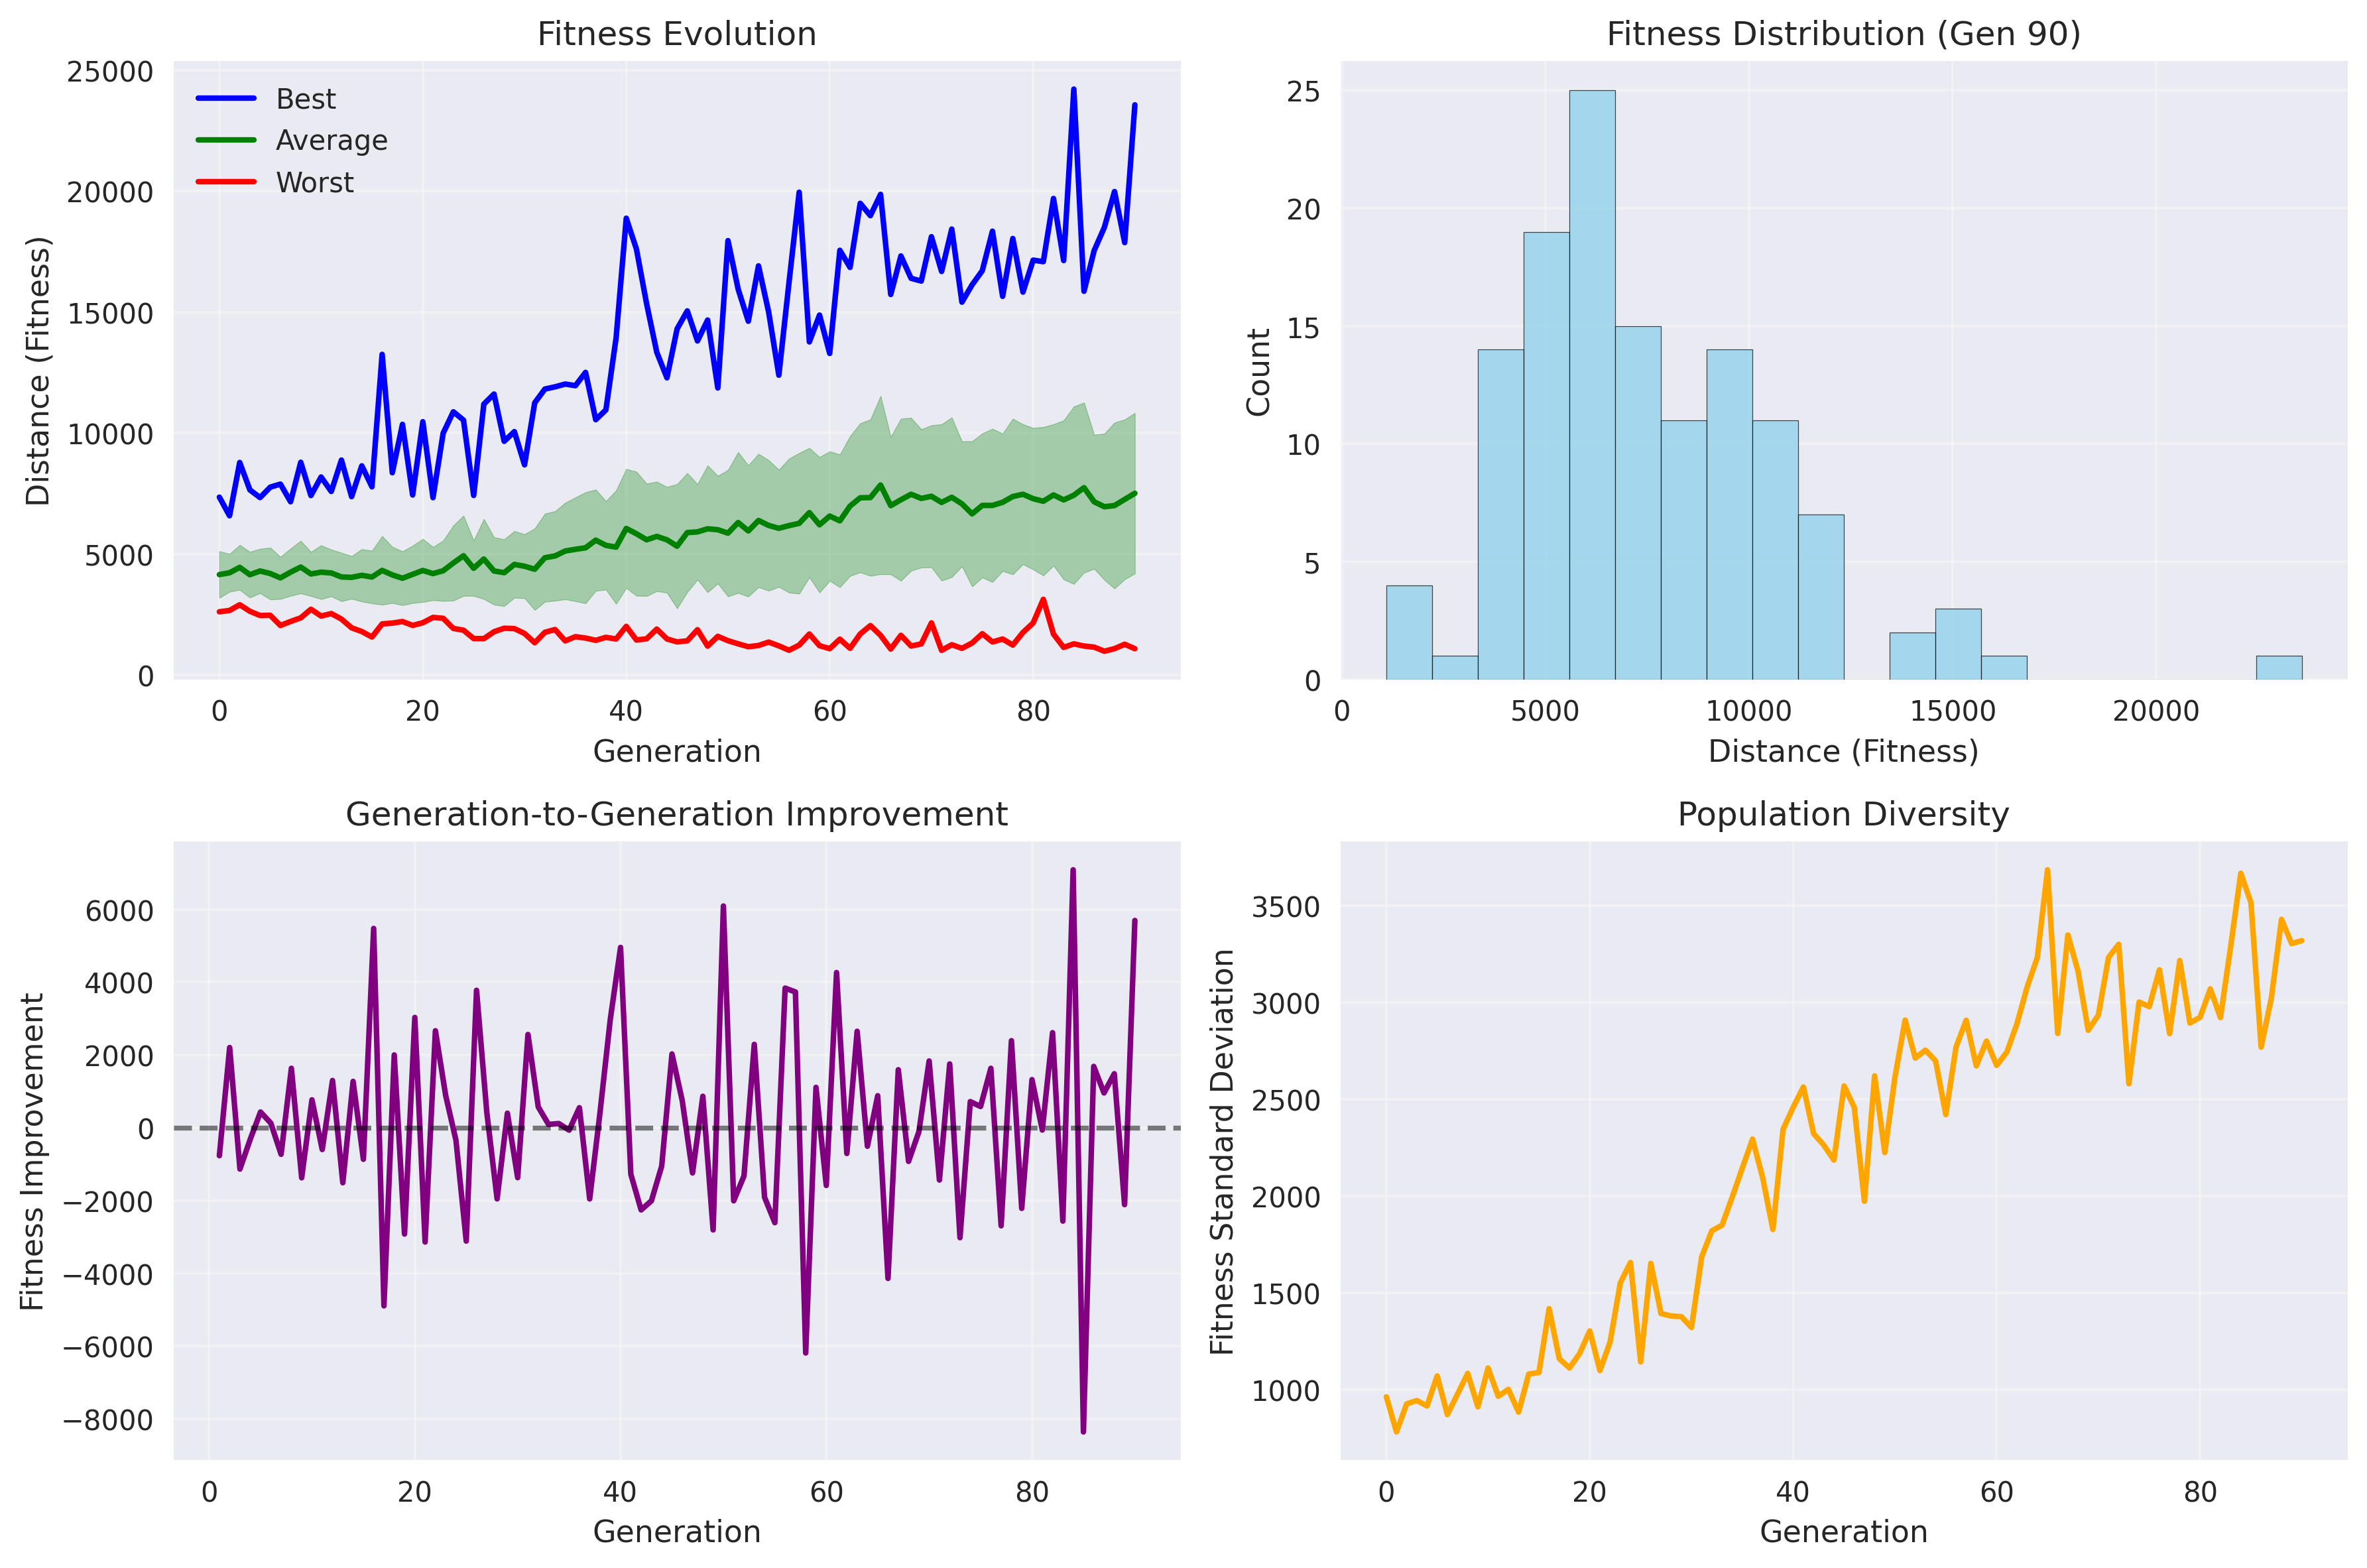 Fitness Evolution
25000
20000
15000
10000
5000
0
Distance (Fitness)
Best
Average
Worst
0 20 40 60 80
Generation
Fitness Distribution (Gen 90)
25
20
15
10
5
0
Count
0 5000 10000 15000 20000
Distance (Fitness)
Generation-to-Generation Improvement
6000
4000
2000
0
−2000
−4000
−6000
−8000
Fitness Improvement
0 20 40 60 80
Generation
Population Diversity
3500
3000
2500
2000
1500
1000
Fitness Standard Deviation
0 20 40 60 80
Generation